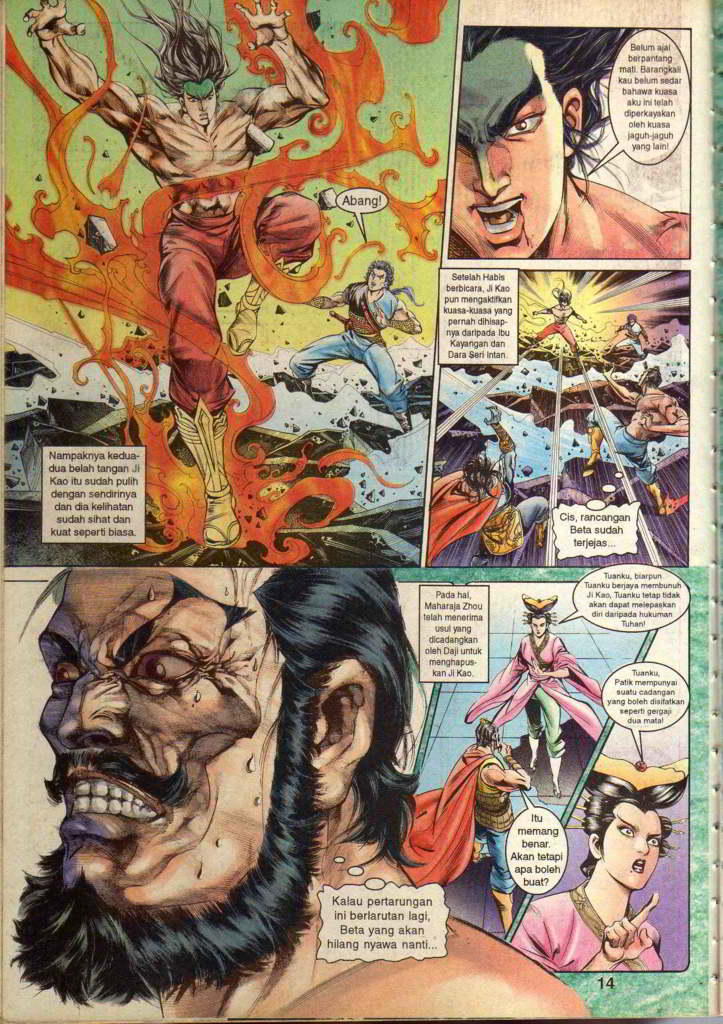 Abang!
Nampaknya kedua-
dua belah tangan Ji
Kao itu sudah pulih
dengan sendirinya
dan dia kelihatan
sudah sihat dan
kuat seperti biasa.
Belum ajal
berpantang
mati. Barangkali
kau belum sedar
bahawa kuasa
aku ini telah
diperkayakan
oleh kuasa
jaguh-jaguh
yang lain!
Setelah Habis
berbicara, Ji Kao
pun mengaktifkan
kuasa-kuasa yang
pernah dihisap-
nya daripada Ibu
Kayangan dan
Dara Seri Intan.
Cis, rancangan
Beta sudah
terjejas...
Kalau pertarungan
ini berlarutan lagi,
Beta yang akan
hilang nyawa nanti...
Pada hal,
Maharaja Zhou
telah menerima
usul yang
dicadangkan
oleh Daji untuk
menghapus-
kan Ji Kao.
Tuanku, biarpun
Tuanku berjaya membunuh
Ji Kao, Tuanku tetap tidak
akan dapat melepaskan
diri daripada hukuman
Tuhan!
Itu
memang
benar.
Akan tetapi
apa boleh
buat?
Tuanku,
Patik mempunyai
suatu cadangan
yang boleh disifatkan
seperti gergaji
dua mata!
14